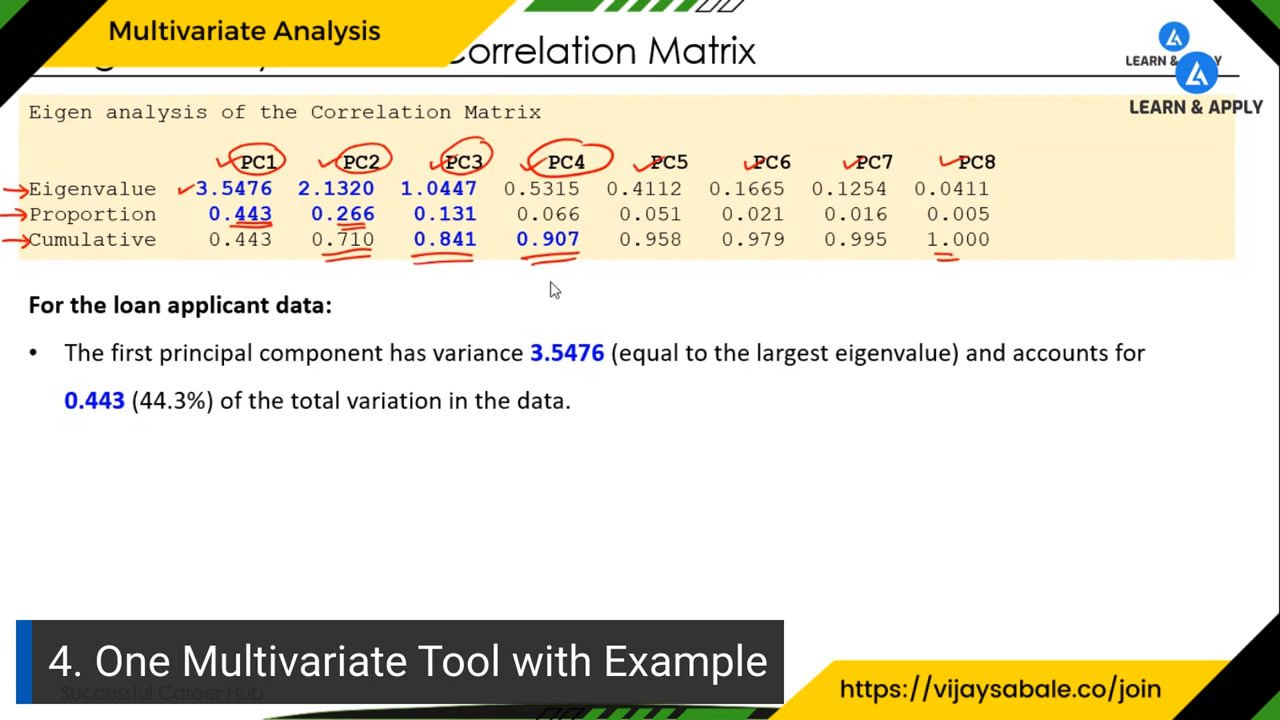 Multivariate Analysis
Correlation Matrix
LEARN & APPLY
LEARN & APPLY
Eigen analysis of the Correlation Matrix
PC1 PC2 PC3 PC4 PC5 PC6 PC7 PC8
Eigenvalue 3.5476 2.1320 1.0447 0.5315 0.4112 0.1665 0.1254 0.0411
Proportion 0.443 0.266 0.131 0.066 0.051 0.021 0.016 0.005
Cumulative 0.443 0.710 0.841 0.907 0.958 0.979 0.995 1.000
For the loan applicant data:
• The first principal component has variance 3.5476 (equal to the largest eigenvalue) and accounts for
0.443 (44.3%) of the total variation in the data.
4. One Multivariate Tool with Example
Successful Career Hub
https://vijaysabale.co/join